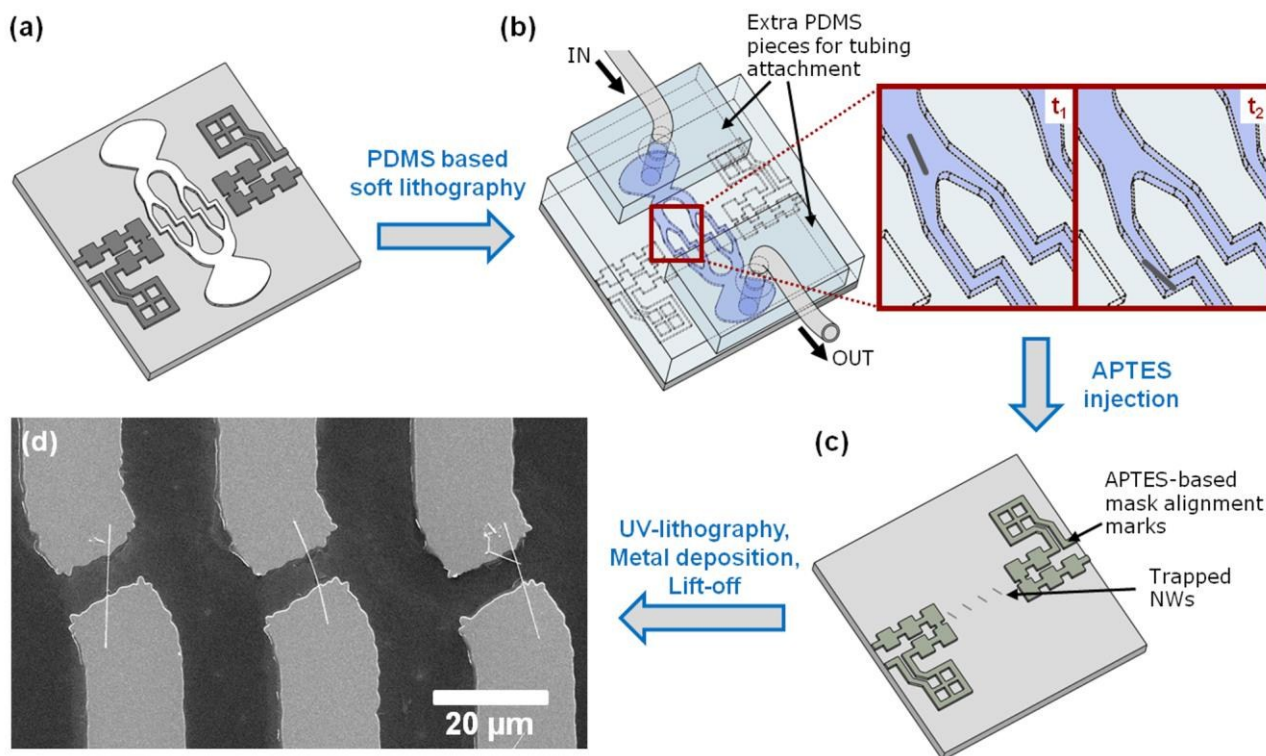 (a)
PDMS based
soft lithography
(b)
IN
Extra PDMS
pieces for tubing
attachment
OUT
t1
t2
APTES
injection
(c)
APTES-based
mask alignment
marks
Trapped
NWs
UV-lithography,
Metal deposition,
Lift-off
(d)
20 µm